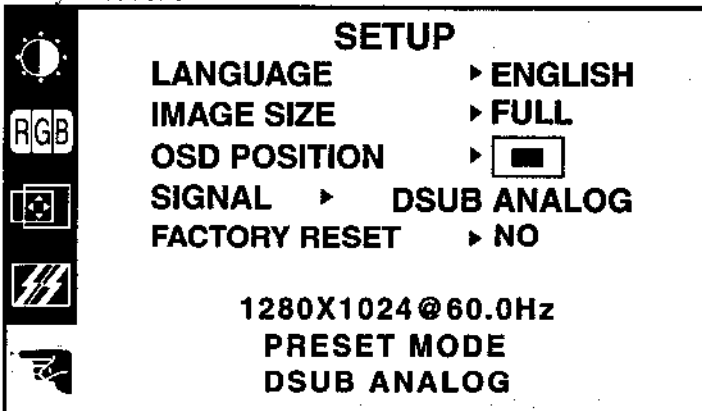 SETUP
LANGUAGE ▸ ENGLISH
IMAGE SIZE ▸ FULL
OSD POSITION ▸
SIGNAL ▸ DSUB ANALOG
FACTORY RESET ▸ NO
RGB
1280X1024@60.0Hz
PRESET MODE
DSUB ANALOG